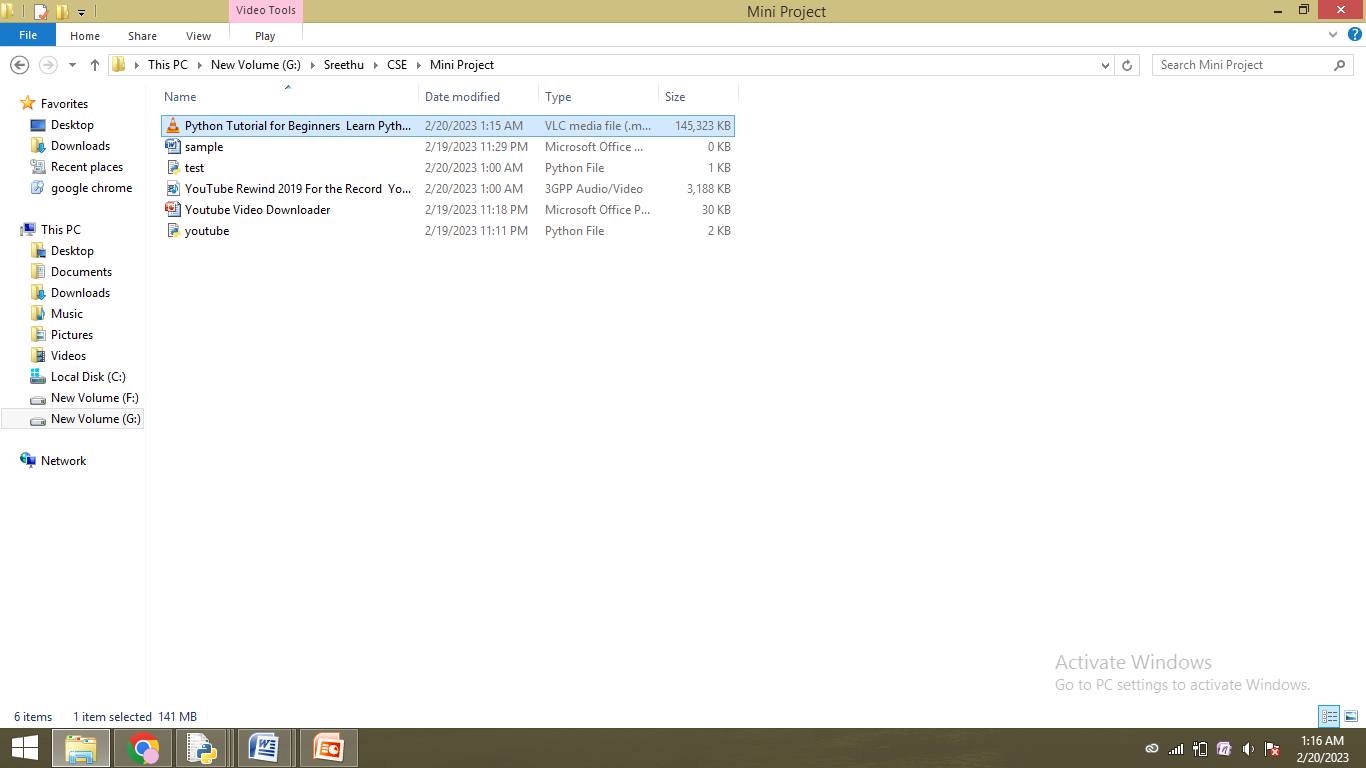 Video Tools
Mini Project
File Home Share View Play
This PC New Volume (G:) Sreethu CSE Mini Project
Search Mini Project
Name Date modified Type Size
Favorites
Desktop
Downloads
Recent places
google chrome
This PC
Desktop
Documents
Downloads
Music
Pictures
Videos
Local Disk (C:)
New Volume (F:)
New Volume (G:)
Network
Python Tutorial for Beginners Learn Pyth... 2/20/2023 1:15 AM VLC media file (.m... 145,323 KB
sample 2/19/2023 11:29 PM Microsoft Office ... 0 KB
test 2/20/2023 1:00 AM Python File 1 KB
YouTube Rewind 2019 For the Record Yo... 2/20/2023 1:00 AM 3GPP Audio/Video 3,188 KB
Youtube Video Downloader 2/19/2023 11:18 PM Microsoft Office P... 30 KB
youtube 2/19/2023 11:11 PM Python File 2 KB
Activate Windows
Go to PC settings to activate Windows.
6 items 1 item selected 141 MB
1:16 AM
2/20/2023